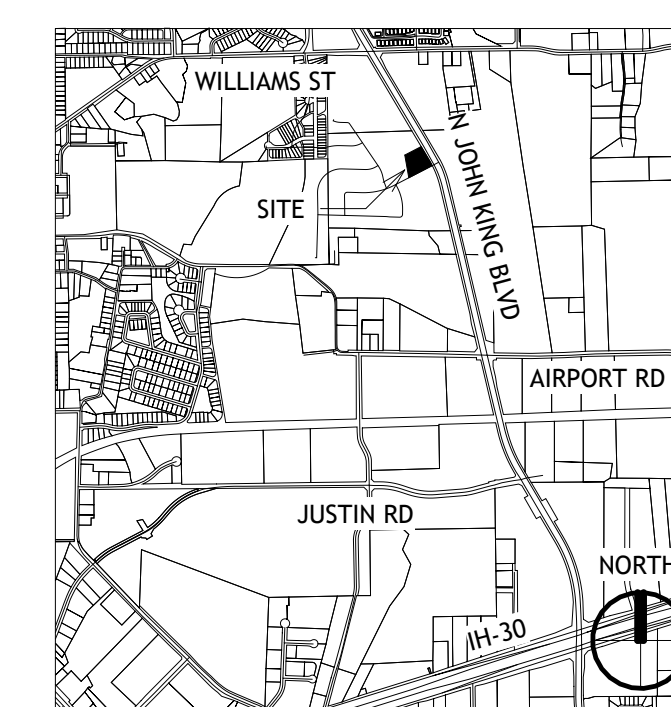 WILLIAMS ST
N JOHN KING BLVD
SITE
AIRPORT RD
JUSTIN RD
NORTH
IH-30